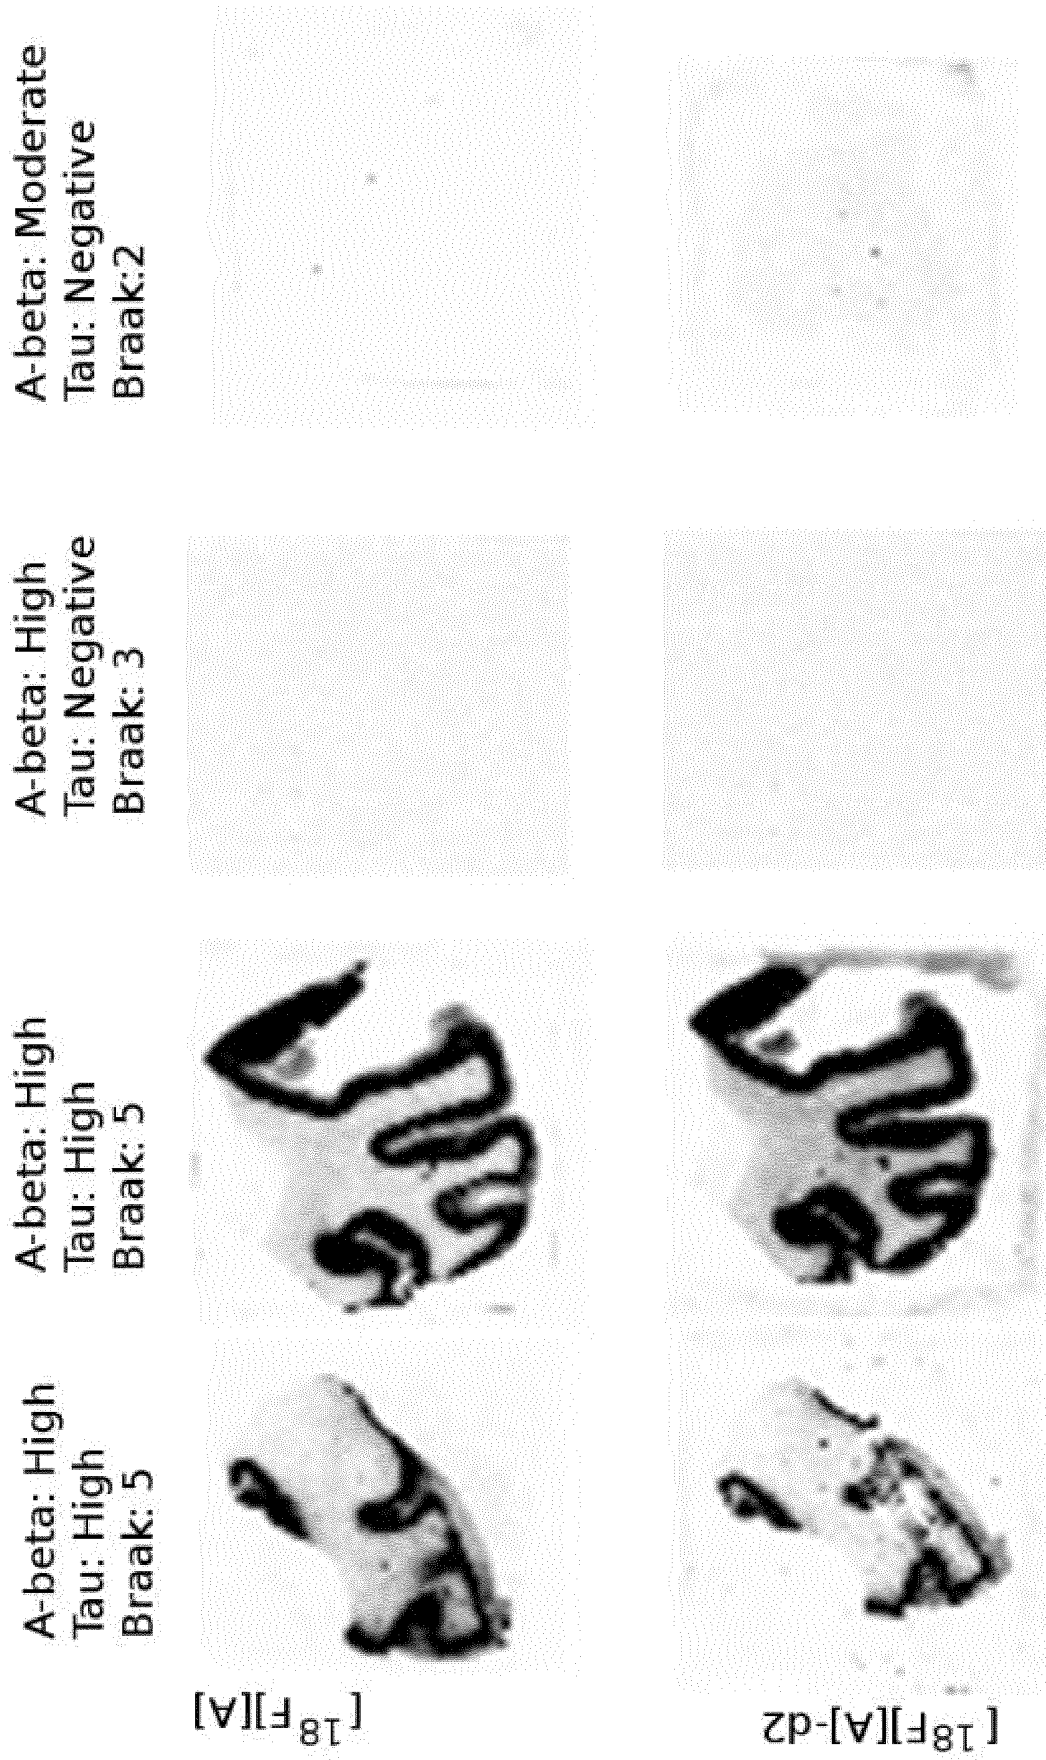 A-beta: High
Tau: High
Braak: 5
A-beta: High
Tau: High
Braak: 5
A-beta: High
Tau: Negative
Braak: 3
A-beta: Moderate
Tau: Negative
Braak:2
[¹⁸F][A]
[¹⁸F][A]-d2